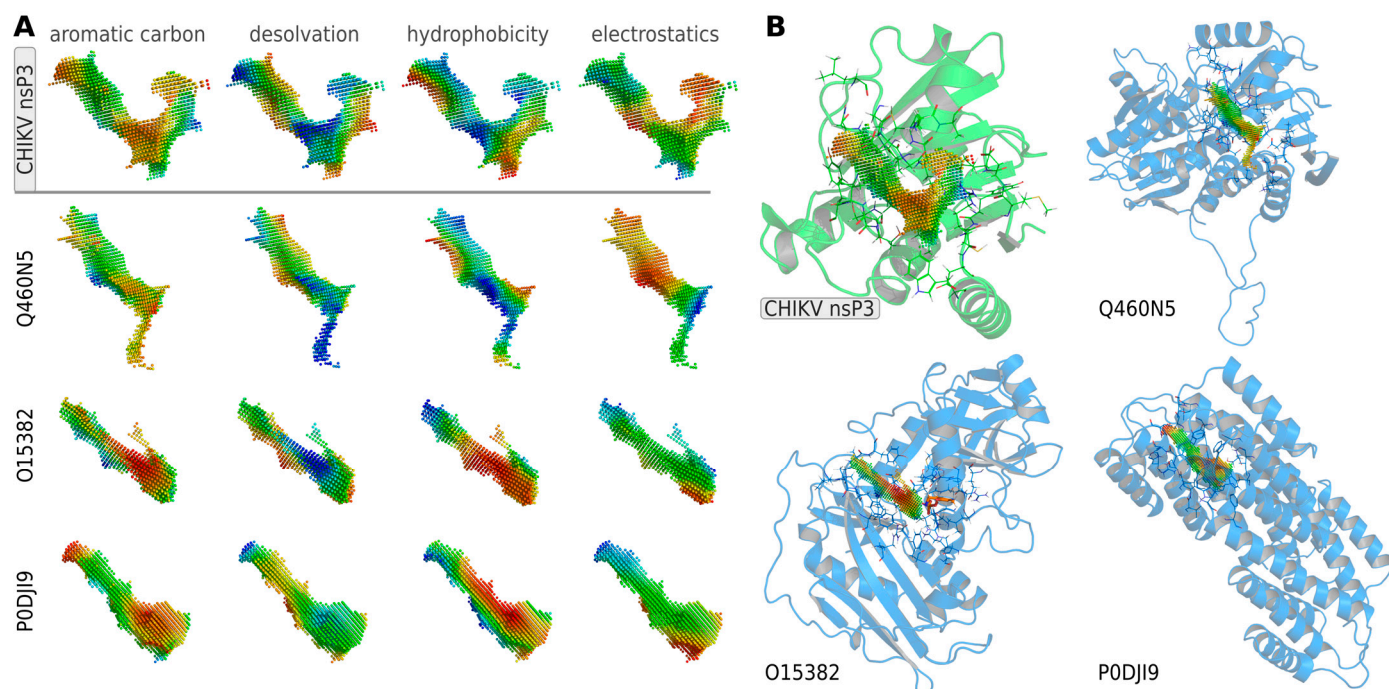 A
aromatic carbon desolvation hydrophobicity electrostatics
CHIKV nsP3
Q460N5
O15382
P0DJI9
B
CHIKV nsP3
Q460N5
O15382
P0DJI9